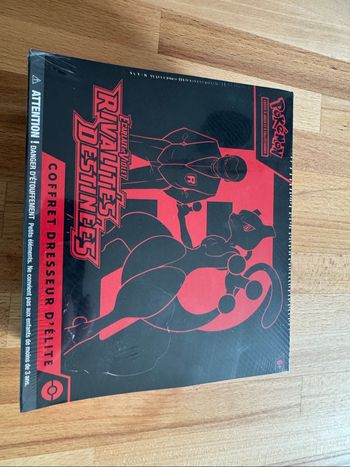 POKÉMON
Écarlate et Violet
RIVALITÉS
DESTINÉES
R
COFFRET DRESSEUR D'ÉLITE
ATTENTION ! DANGER D'ÉTOUFFEMENT Petits éléments. Ne convient pas aux enfants de moins de 3 ans.
6+